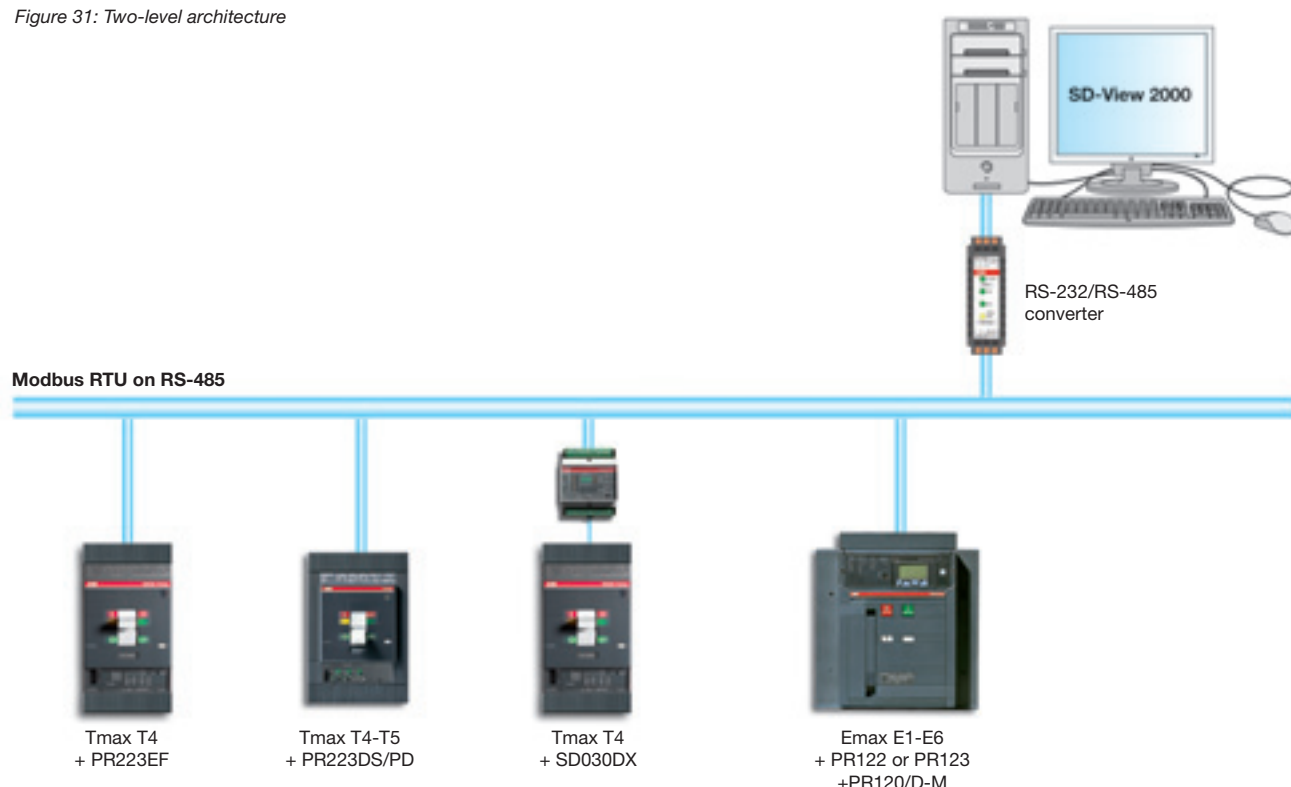 Figure 31: Two-level architecture
SD-View 2000
RS-232/RS-485
converter
Modbus RTU on RS-485
Tmax T4
+ PR223EF
Tmax T4-T5
+ PR223DS/PD
Tmax T4
+ SD030DX
Emax E1-E6
+ PR122 or PR123
+PR120/D-M